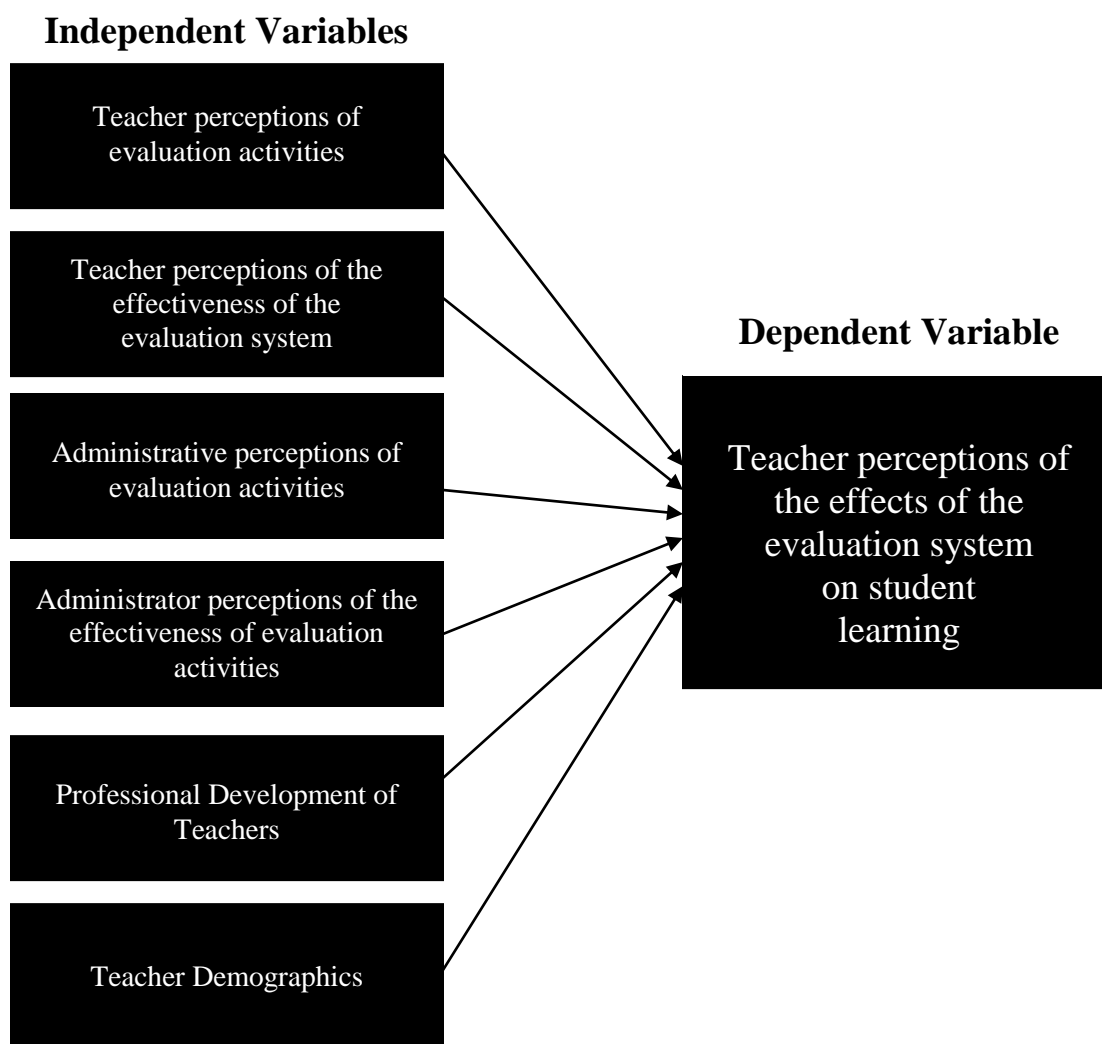 Independent Variables
Teacher perceptions of
evaluation activities
Teacher perceptions of the
effectiveness of the
evaluation system
Administrative perceptions of
evaluation activities
Administrator perceptions of the
effectiveness of evaluation
activities
Professional Development of
Teachers
Teacher Demographics
Dependent Variable
Teacher perceptions of
the effects of the
evaluation system
on student
learning